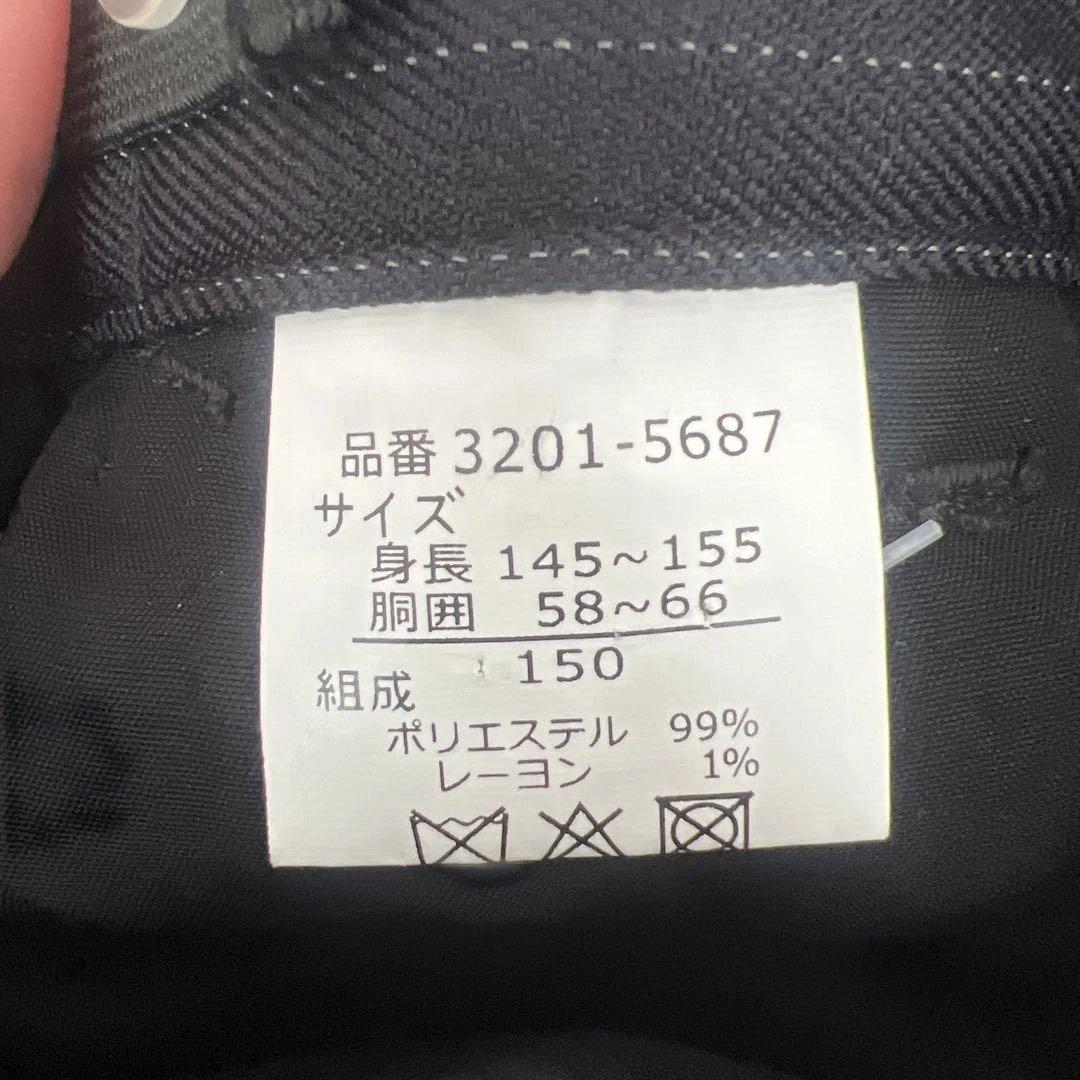 品番 3201-5687
サイズ
身長 145~155
胴囲 58~66
150
組成
ポリエステル 99%
レーヨン 1%